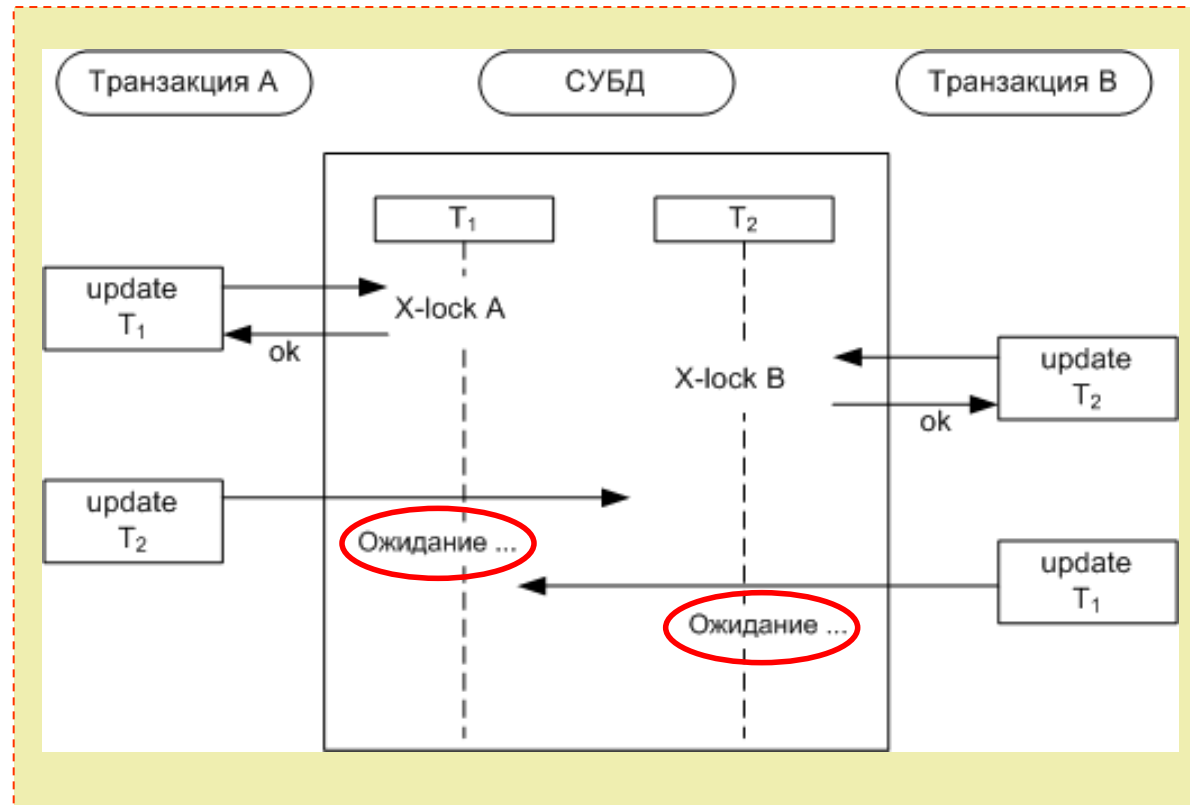 Транзакция А
СУБД
Транзакция В
T₁
T₂
update
T₁
X-lock A
ok
X-lock B
update
T₂
ok
update
T₂
Ожидание ...
update
T₁
Ожидание ...